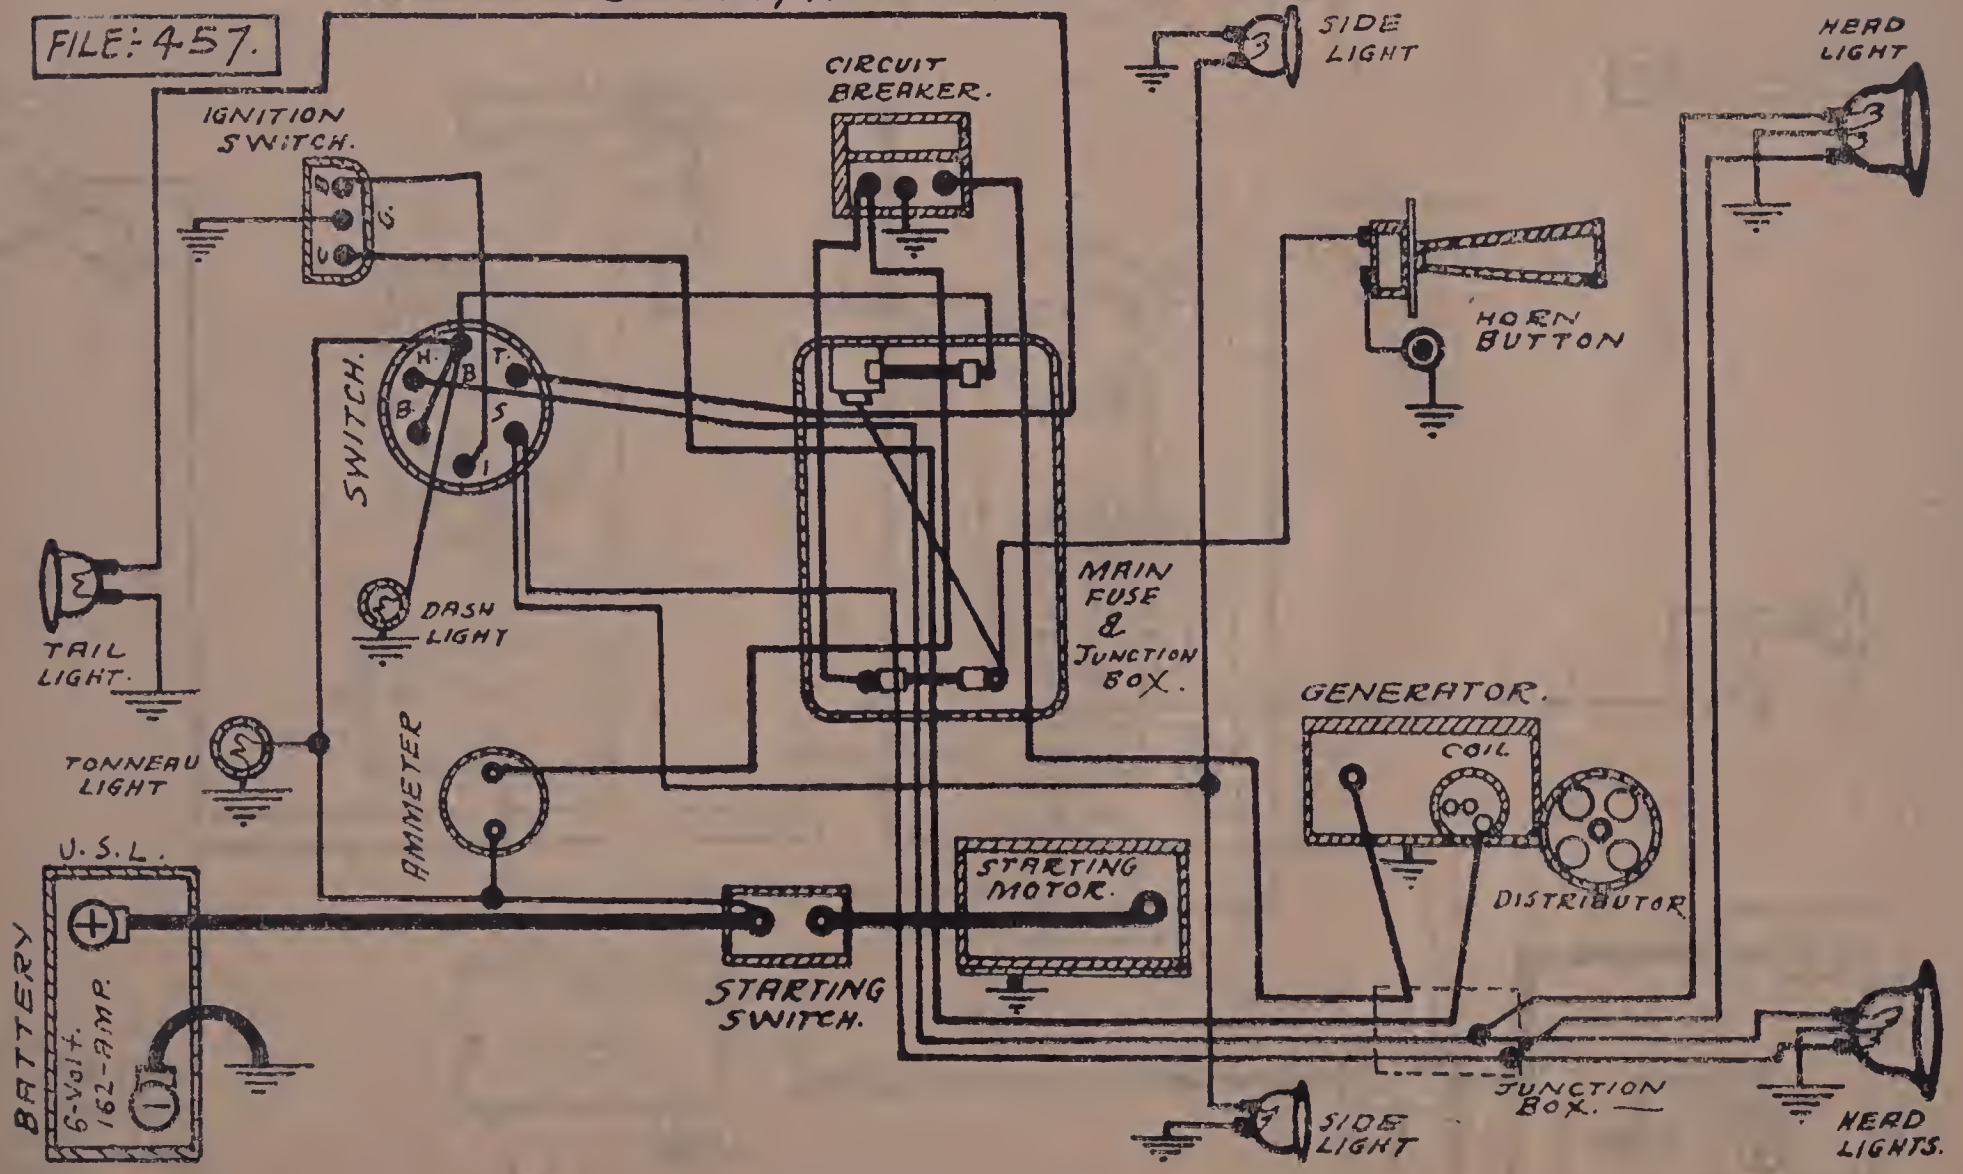 FILE:-457.
IGNITION
SWITCH.
CIRCUIT
BREAKER.
SIDE
LIGHT
HEAD
LIGHT
G.
HORN
BUTTON
SWITCH.
H.
B
T.
B.
S
I
DASH
LIGHT
MAIN
FUSE
&
JUNCTION
BOX.
TAIL
LIGHT.
TONNEAU
LIGHT
AMMETER
GENERATOR.
COIL
DISTRIBUTOR
U.S.L.
BATTERY
+
6-Volt.
162-AMP.
STARTING
SWITCH.
STARTING
MOTOR.
JUNCTION
BOX.
SIDE
LIGHT
HEAD
LIGHTS.